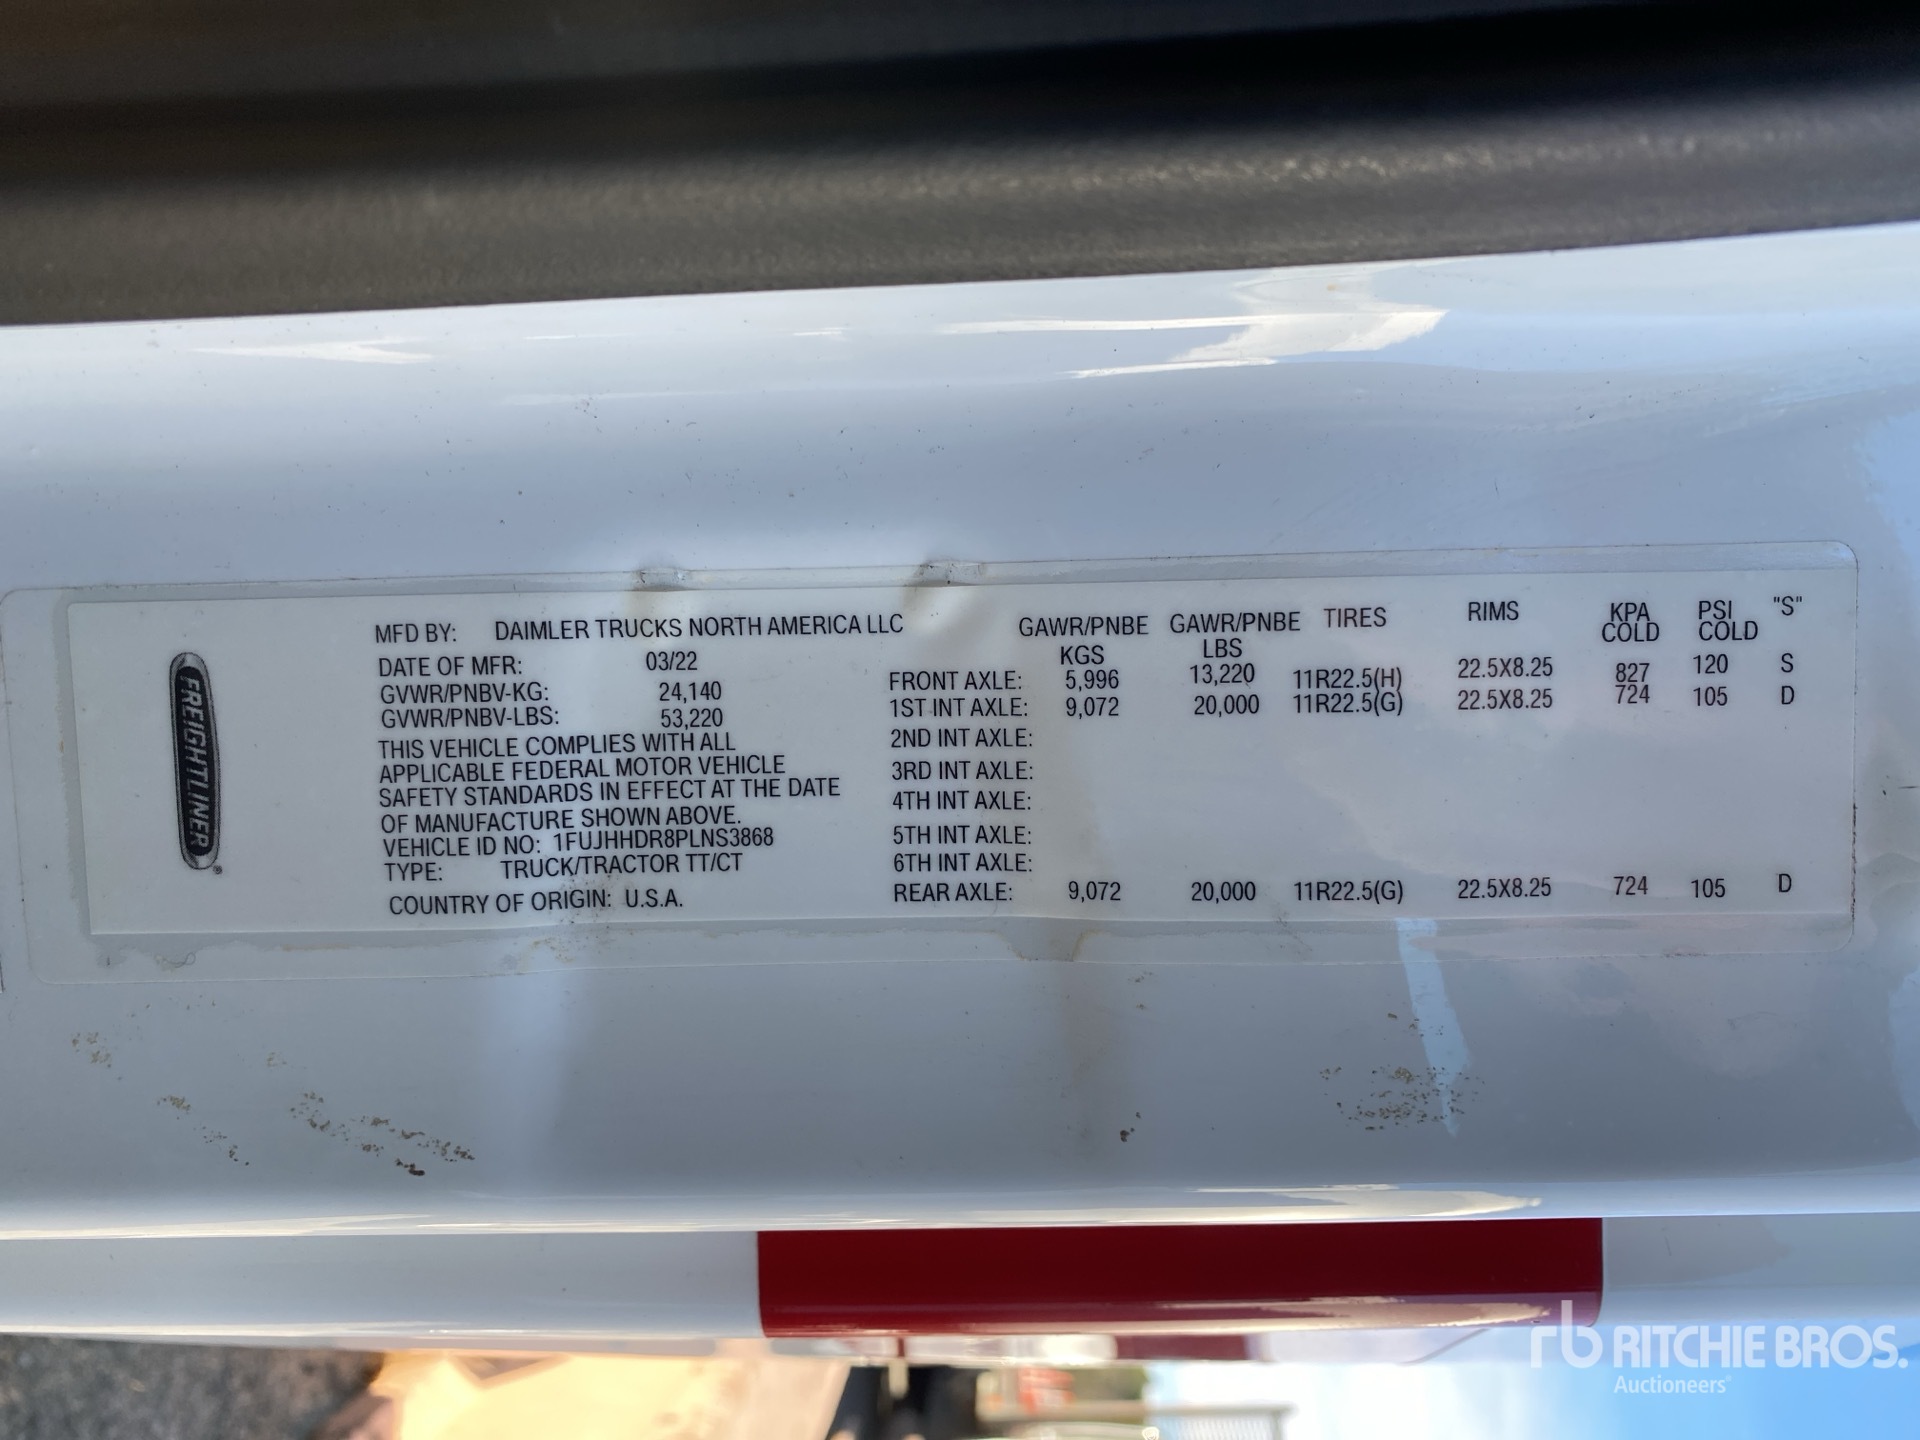 FREIGHTLINER®
MFD BY: DAIMLER TRUCKS NORTH AMERICA LLC
DATE OF MFR: 03/22
GVWR/PNBV-KG: 24,140
GVWR/PNBV-LBS: 53,220
THIS VEHICLE COMPLIES WITH ALL
APPLICABLE FEDERAL MOTOR VEHICLE
SAFETY STANDARDS IN EFFECT AT THE DATE
OF MANUFACTURE SHOWN ABOVE.
VEHICLE ID NO: 1FUJHHDR8PLNS3868
TYPE: TRUCK/TRACTOR TT/CT
COUNTRY OF ORIGIN: U.S.A.
GAWR/PNBE GAWR/PNBE TIRES RIMS KPA PSI "S"
KGS LBS COLD COLD
FRONT AXLE: 5,996 13,220 11R22.5(H) 22.5X8.25 827 120 S
1ST INT AXLE: 9,072 20,000 11R22.5(G) 22.5X8.25 724 105 D
2ND INT AXLE:
3RD INT AXLE:
4TH INT AXLE:
5TH INT AXLE:
6TH INT AXLE:
REAR AXLE: 9,072 20,000 11R22.5(G) 22.5X8.25 724 105 D
rb RITCHIE BROS.
Auctioneers®